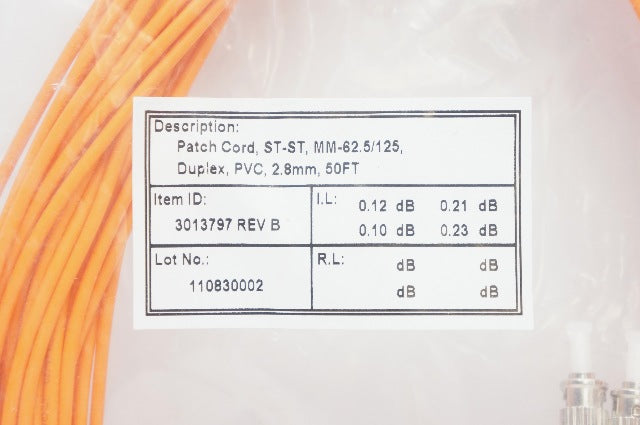 Description:
Patch Cord, ST-ST, MM-62.5/125,
Duplex, PVC, 2.8mm, 50FT
Item ID:
3013797 REV B
I.L:
0.12 dB 0.21 dB
0.10 dB 0.23 dB
Lot No.:
110830002
R.L:
dB dB
dB dB